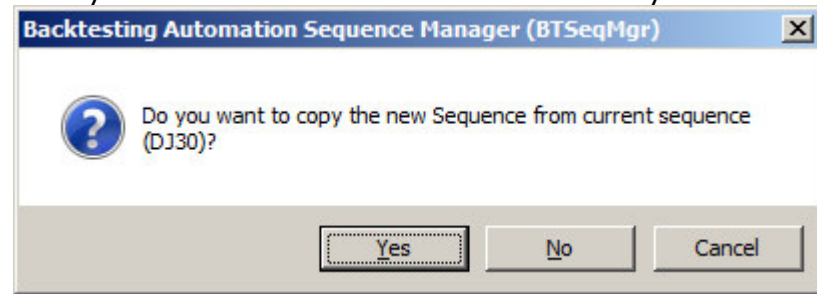 Backtesting Automation Sequence Manager (BTSeqMgr)
Do you want to copy the new Sequence from current sequence
(DJ30)?
Yes
No
Cancel